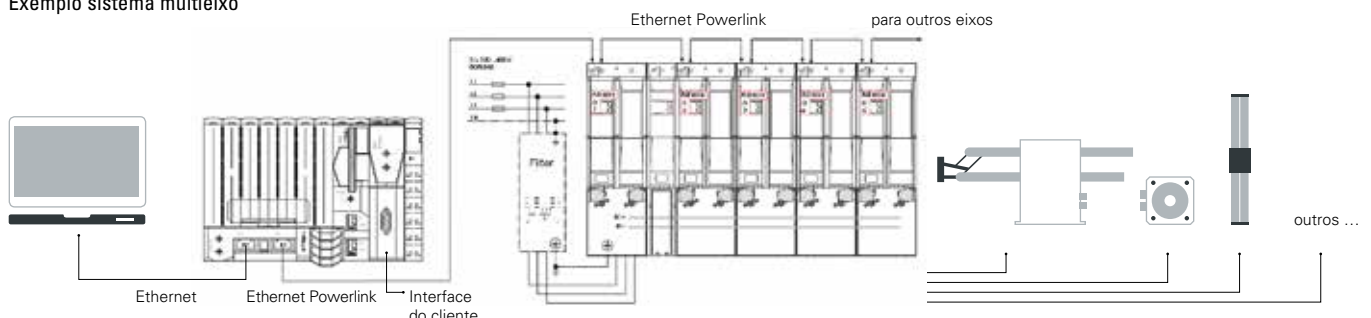 Exemplo sistema multieixo
Ethernet Powerlink
para outros eixos
Filter
outros …
Ethernet
Ethernet Powerlink
Interface
do cliente